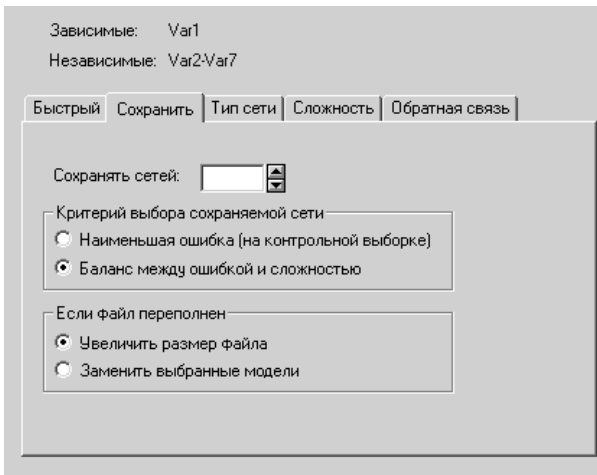 Зависимые: Var1
Независимые: Var2-Var7
Быстрый Сохранить Тип сети Сложность Обратная связь
Сохранять сетей:
Критерий выбора сохраняемой сети
Наименьшая ошибка (на контрольной выборке)
Баланс между ошибкой и сложностью
Если файл переполнен
Увеличить размер файла
Заменить выбранные модели